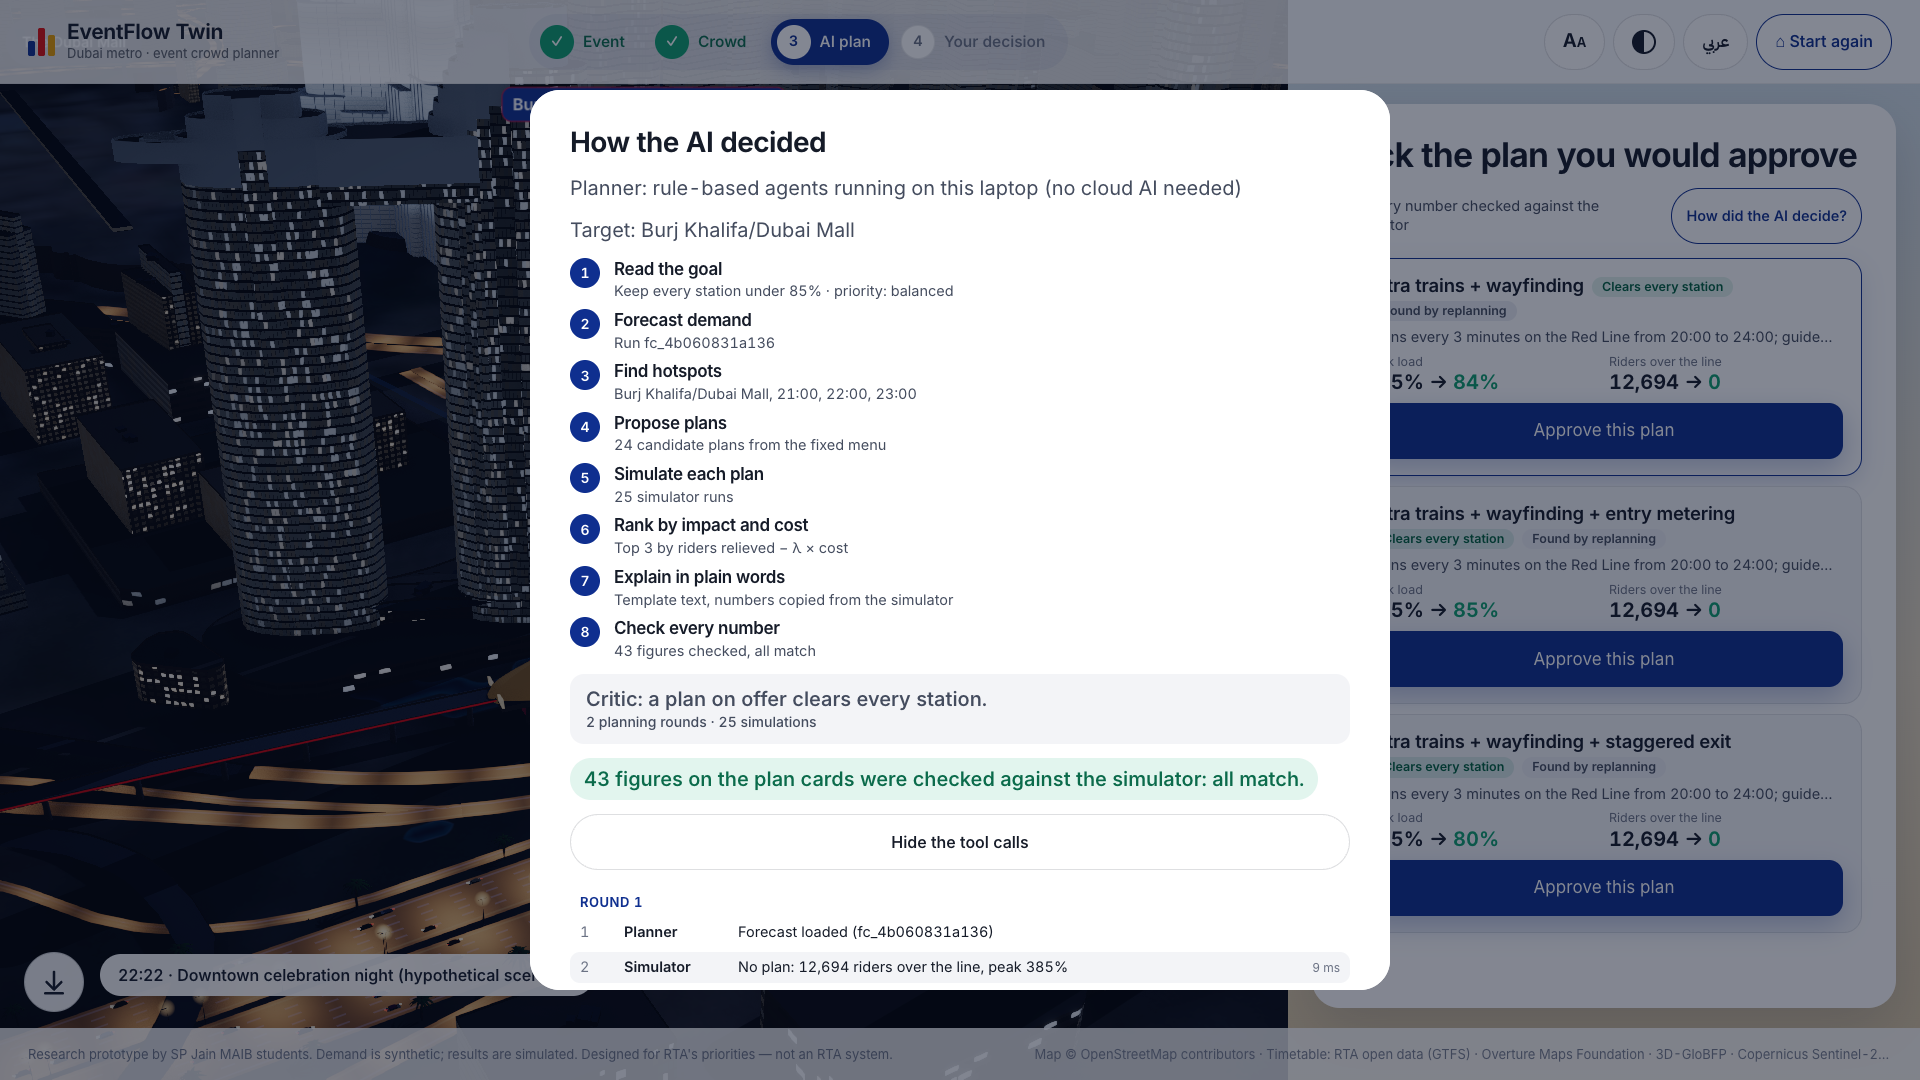 EventFlow Twin
Dubai metro · event crowd planner
Event
Crowd
3 AI plan
4 Your decision
AA
عربي
⌂ Start again
How the AI decided
Planner: rule-based agents running on this laptop (no cloud AI needed)
Target: Burj Khalifa/Dubai Mall
1 Read the goal
Keep every station under 85% · priority: balanced
2 Forecast demand
Run fc_4b060831a136
3 Find hotspots
Burj Khalifa/Dubai Mall, 21:00, 22:00, 23:00
4 Propose plans
24 candidate plans from the fixed menu
5 Simulate each plan
25 simulator runs
6 Rank by impact and cost
Top 3 by riders relieved − λ × cost
7 Explain in plain words
Template text, numbers copied from the simulator
8 Check every number
43 figures checked, all match
Critic: a plan on offer clears every station.
2 planning rounds · 25 simulations
43 figures on the plan cards were checked against the simulator: all match.
Hide the tool calls
ROUND 1
1 Planner Forecast loaded (fc_4b060831a136)
2 Simulator No plan: 12,694 riders over the line, peak 385% 9 ms
the plan you would approve
number checked against the
How did the AI decide?
trains + wayfinding Clears every station
found by replanning
every 3 minutes on the Red Line from 20:00 to 24:00; guide...
load Riders over the line
5% → 84% 12,694 → 0
Approve this plan
trains + wayfinding + entry metering
Clears every station Found by replanning
every 3 minutes on the Red Line from 20:00 to 24:00; guide...
load Riders over the line
5% → 85% 12,694 → 0
Approve this plan
trains + wayfinding + staggered exit
Clears every station Found by replanning
every 3 minutes on the Red Line from 20:00 to 24:00; guide...
load Riders over the line
5% → 80% 12,694 → 0
Approve this plan
22:22 · Downtown celebration night (hypothetical
Research prototype by SP Jain MAIB students. Demand is synthetic; results are simulated. Designed for RTA's priorities — not an RTA system.
Map © OpenStreetMap contributors · Timetable: RTA open data (GTFS) · Overture Maps Foundation · 3D-GloBFP · Copernicus Sentinel-2...